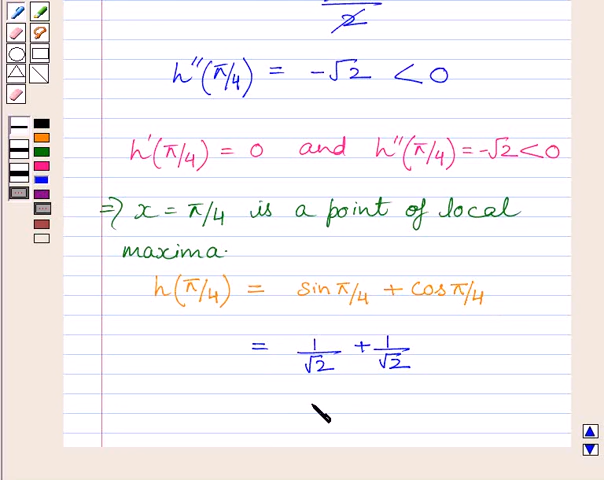 2
h''(π/4) = -√2 < 0
h'(π/4) = 0 and h''(π/4) = -√2 < 0
⇒ x = π/4 is a point of local
maxima.
h(π/4) = sin π/4 + cos π/4
= 1/√2 + 1/√2